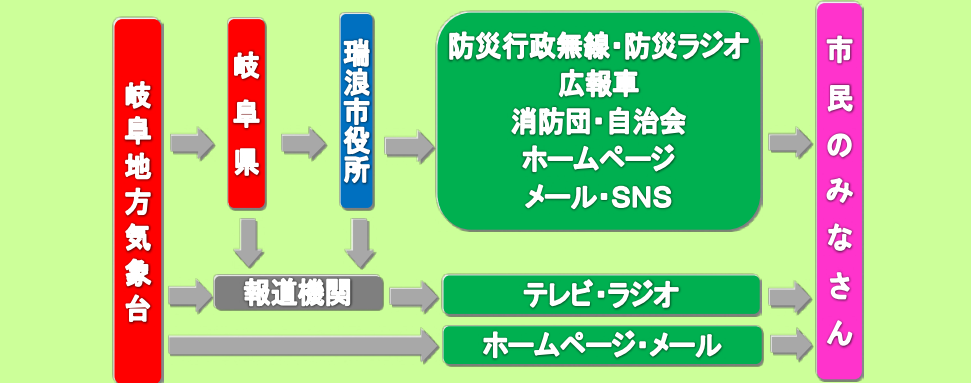 岐阜地方気象台
岐阜県
瑞浪市役所
防災行政無線・防災ラジオ
広報車
消防団・自治会
ホームページ
メール・SNS
市民のみなさん
報道機関
テレビ・ラジオ
ホームページ・メール